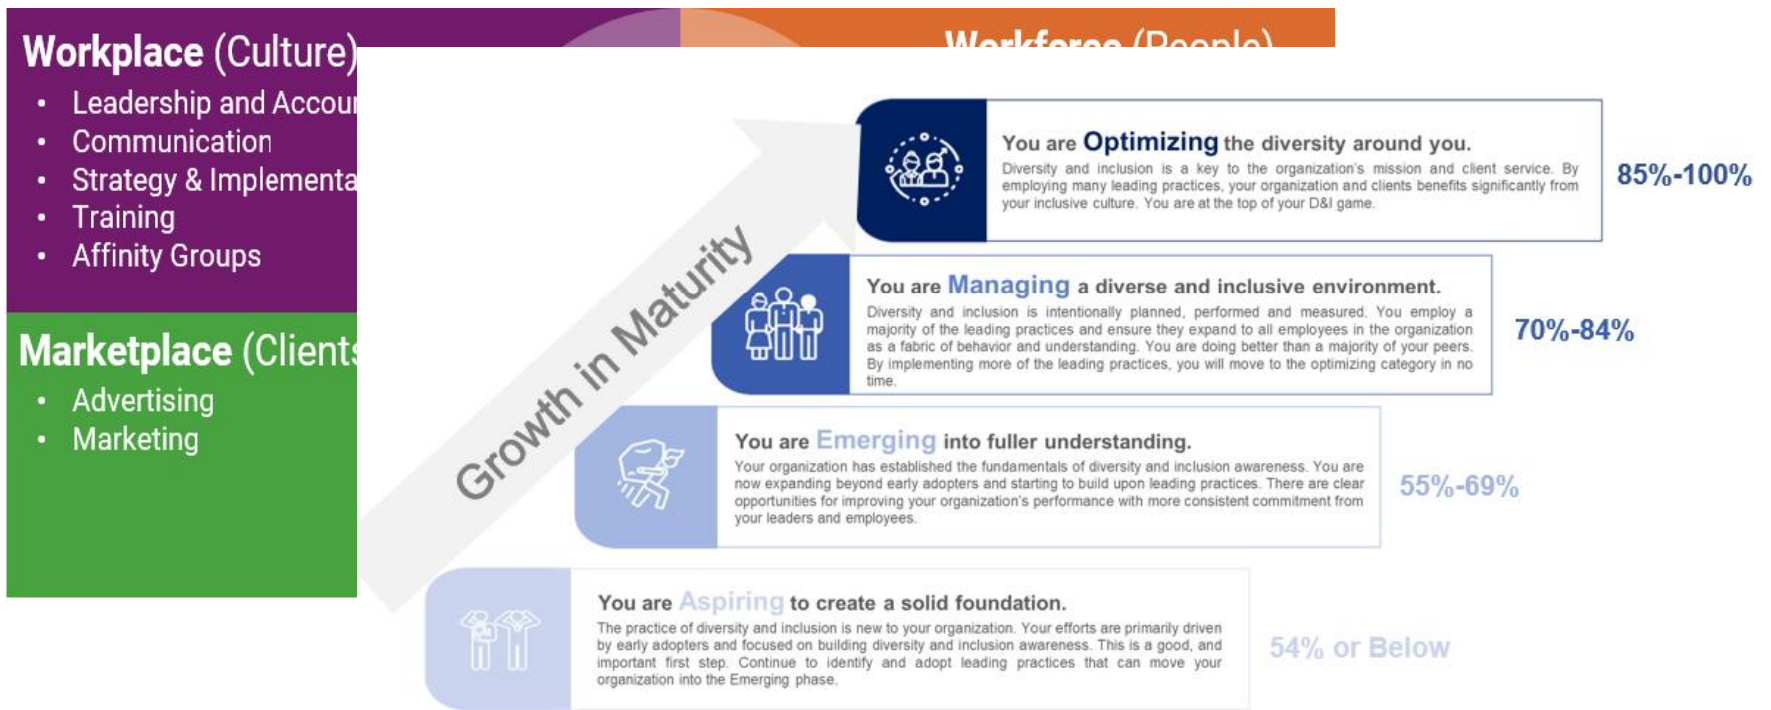 Workplace (Culture)
• Leadership and Accou
• Communication
• Strategy & Implementa
• Training
• Affinity Groups
Workforce (People)
Marketplace (Clients
• Advertising
• Marketing
Growth in Maturity
You are Optimizing the diversity around you.
Diversity and inclusion is a key to the organization's mission and client service. By
employing many leading practices, your organization and clients benefits significantly from
your inclusive culture. You are at the top of your D&I game.
85%-100%
You are Managing a diverse and inclusive environment.
Diversity and inclusion is intentionally planned, performed and measured. You employ a
majority of the leading practices and ensure they expand to all employees in the organization
as a fabric of behavior and understanding. You are doing better than a majority of your peers.
By implementing more of the leading practices, you will move to the optimizing category in no
time.
70%-84%
You are Emerging into fuller understanding.
Your organization has established the fundamentals of diversity and inclusion awareness. You are
now expanding beyond early adopters and starting to build upon leading practices. There are clear
opportunities for improving your organization's performance with more consistent commitment from
your leaders and employees.
55%-69%
You are Aspiring to create a solid foundation.
The practice of diversity and inclusion is new to your organization. Your efforts are primarily driven
by early adopters and focused on building diversity and inclusion awareness. This is a good, and
important first step. Continue to identify and adopt leading practices that can move your
organization into the Emerging phase.
54% or Below